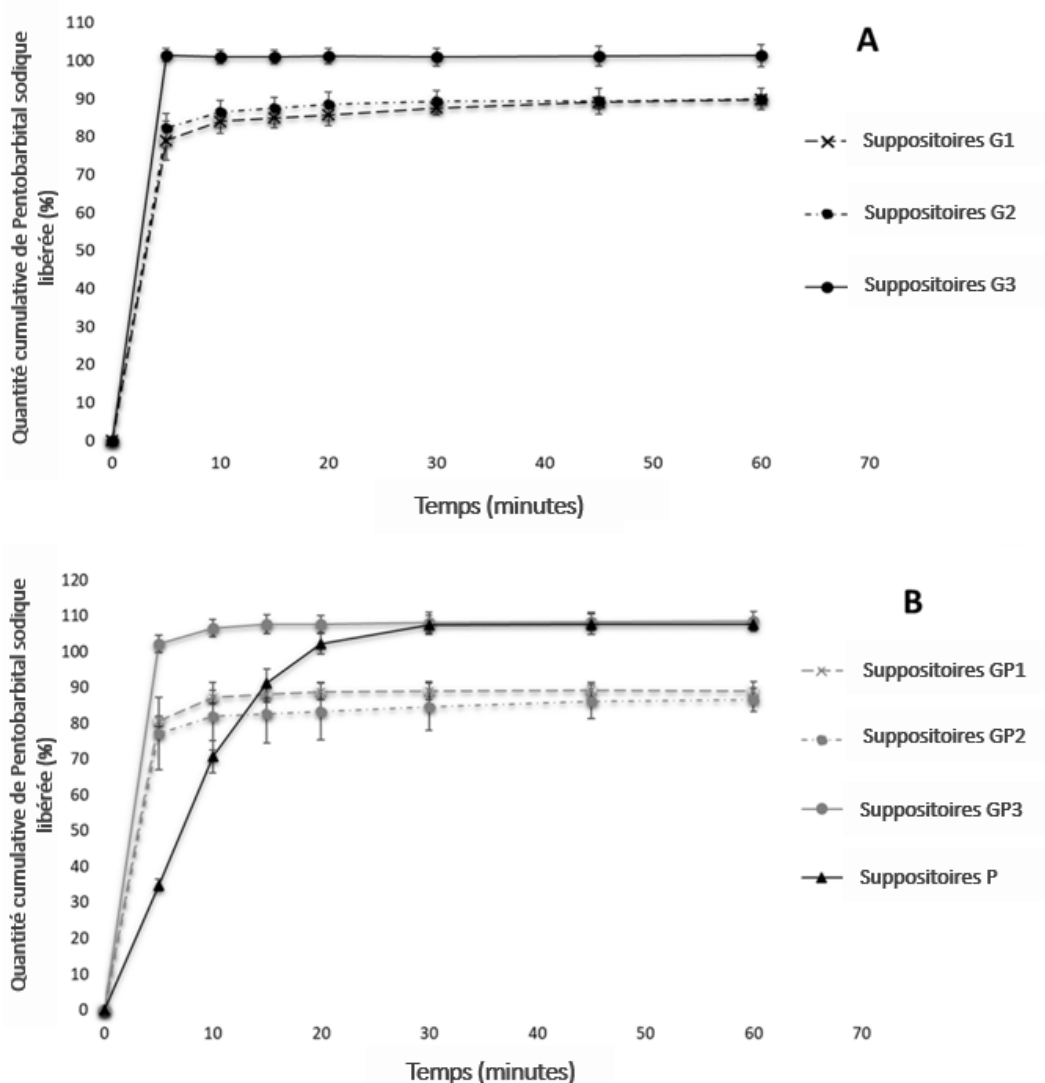 Quantité cumulative de Pentobarbital sodique
libérée (%)
110
100
90
80
70
60
50
40
30
20
10
0
0 10 20 30 40 50 60 70
Temps (minutes)
A
Suppositoires G1
Suppositoires G2
Suppositoires G3
Quantité cumulative de Pentobarbital sodique
libérée (%)
120
110
100
90
80
70
60
50
40
30
20
10
0
0 10 20 30 40 50 60 70
Temps (minutes)
B
Suppositoires GP1
Suppositoires GP2
Suppositoires GP3
Suppositoires P